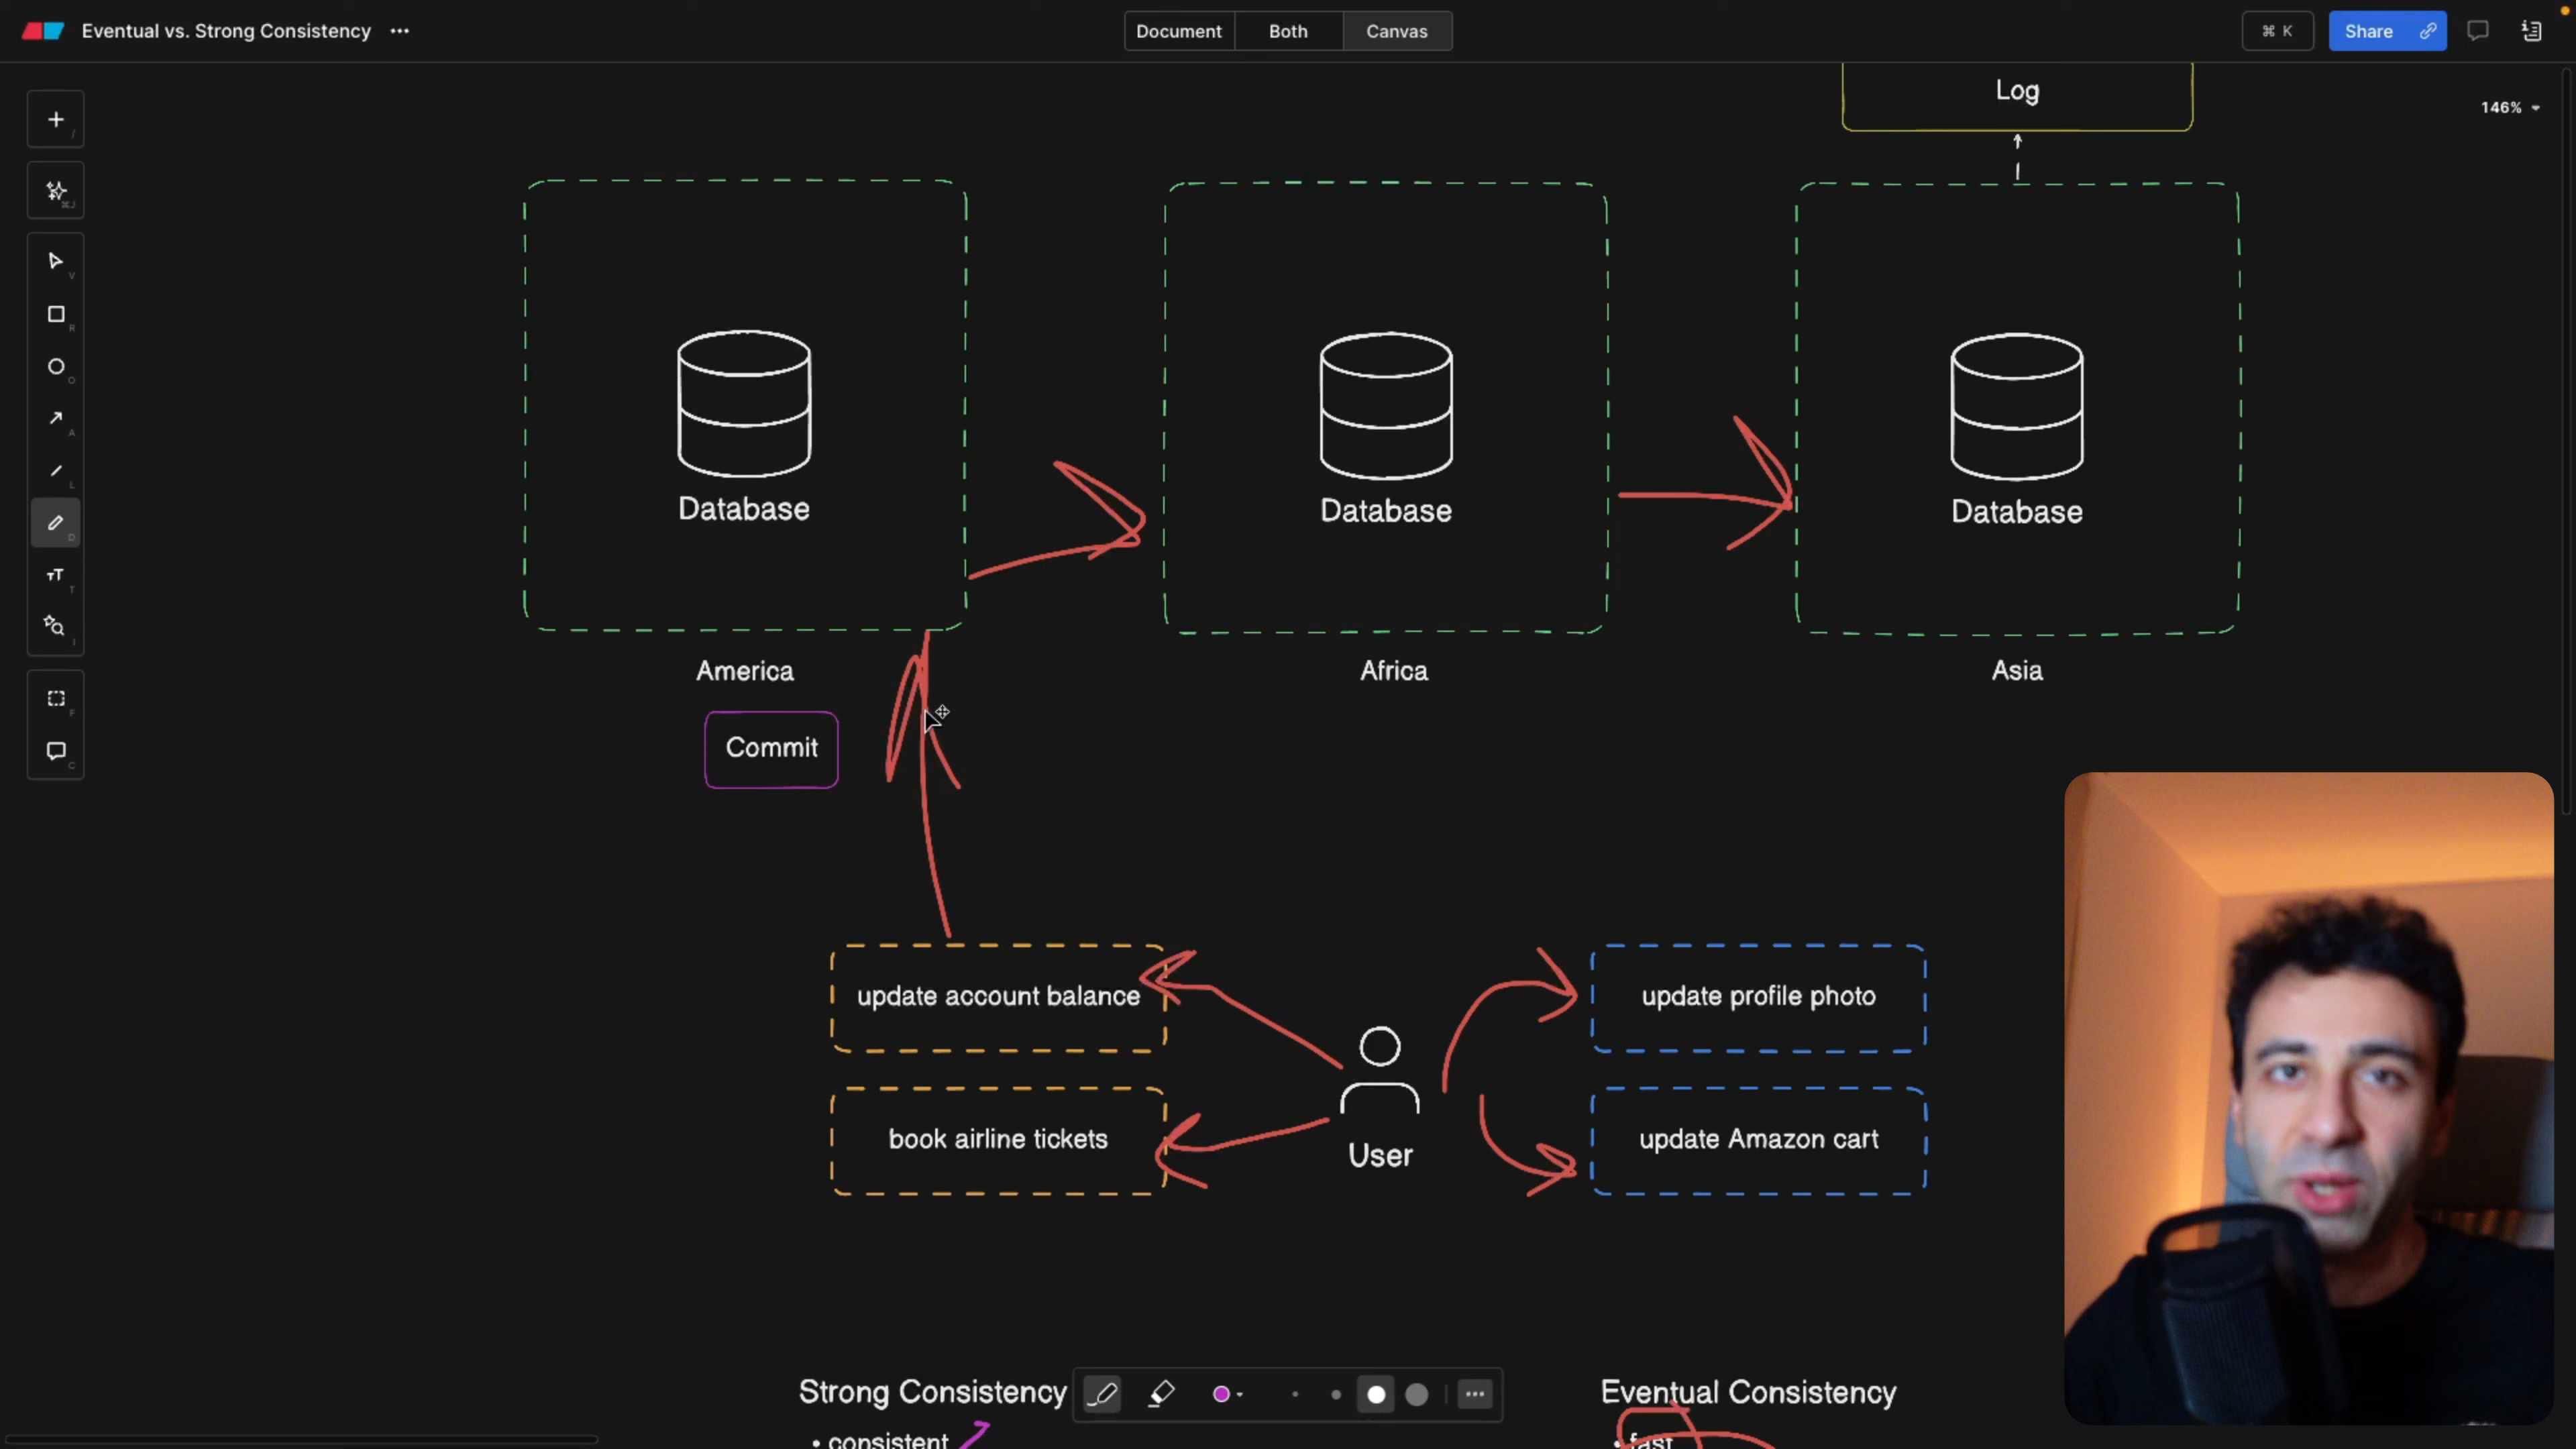 Eventual vs. Strong Consistency
Document
Both
Canvas
⌘ K
Share
Log
146%
Database
Database
Database
America
Africa
Asia
Commit
update account balance
update profile photo
book airline tickets
User
update Amazon cart
Strong Consistency
• consistent
Eventual Consistency
• fast
/
⌘J
V
R
O
A
L
D
T
I
F
C